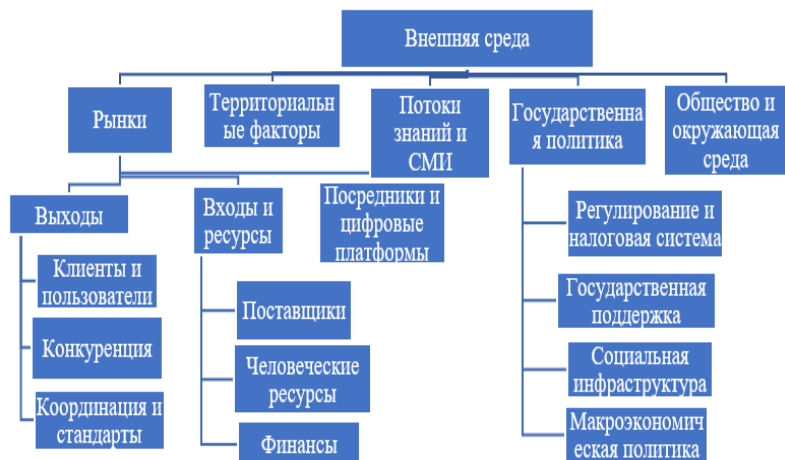 Внешняя среда
Рынки
Территориальн
ые факторы
Потоки
знаний и
СМИ
Государственна
я политика
Общество и
окружающая
среда
Выходы
Входы и
ресурсы
Посредники и
цифровые
платформы
Клиенты и
пользователи
Конкуренция
Координация и
стандарты
Поставщики
Человеческие
ресурсы
Финансы
Регулирование и
налоговая система
Государственная
поддержка
Социальная
инфраструктура
Макроэкономич
еская политика